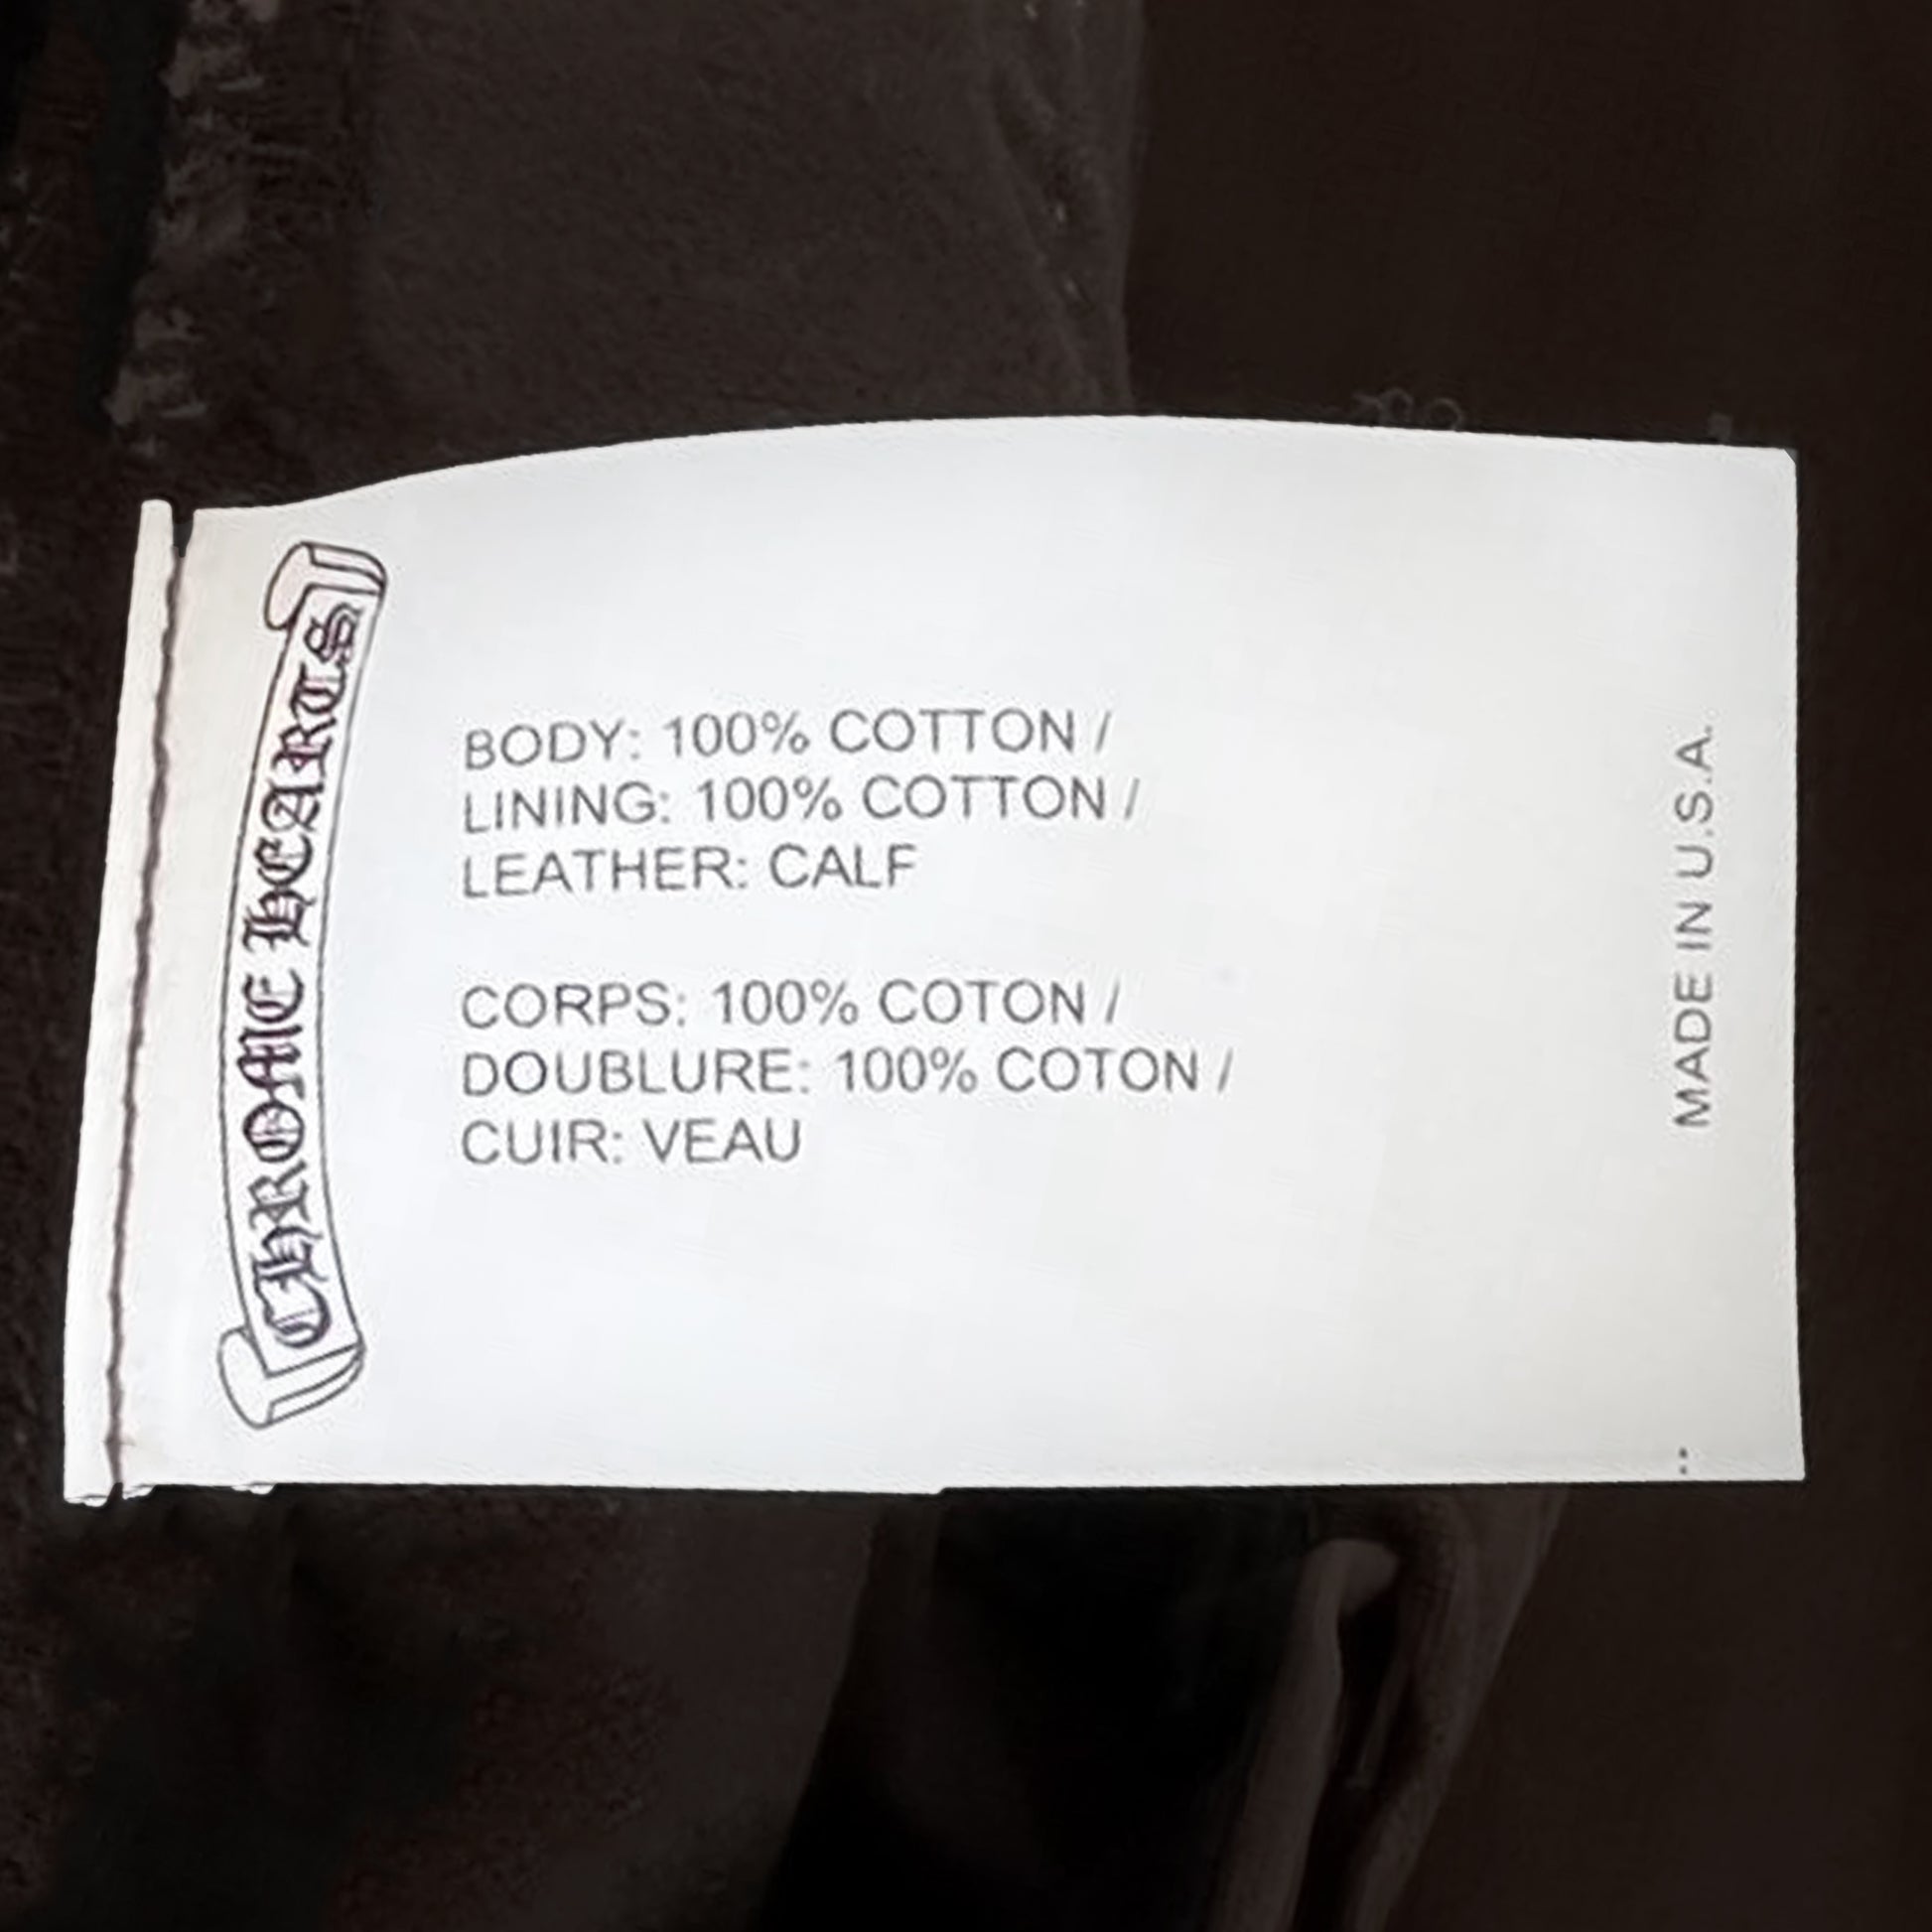 CHROME HEARTS
BODY: 100% COTTON /
LINING: 100% COTTON /
LEATHER: CALF
CORPS: 100% COTON /
DOUBLURE: 100% COTON /
CUIR: VEAU
MADE IN U.S.A.